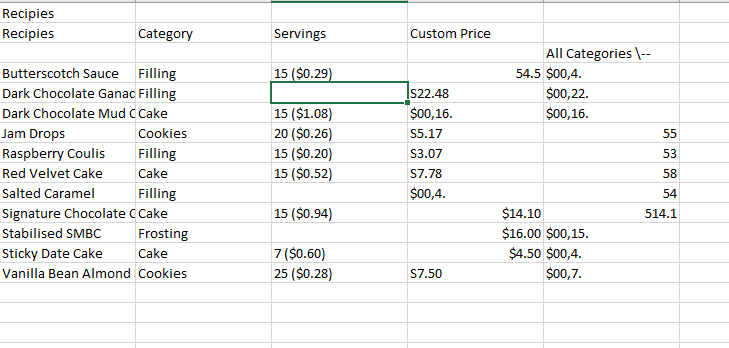 Recipies
Recipies Category Servings Custom Price
All Categories \--
Butterscotch Sauce Filling 15 ($0.29) 54.5 $00,4.
Dark Chocolate Ganac Filling S22.48 $00,22.
Dark Chocolate Mud C Cake 15 ($1.08) $00,16. $00,16.
Jam Drops Cookies 20 ($0.26) S5.17 55
Raspberry Coulis Filling 15 ($0.20) S3.07 53
Red Velvet Cake Cake 15 ($0.52) S7.78 58
Salted Caramel Filling $00,4. 54
Signature Chocolate C Cake 15 ($0.94) $14.10 514.1
Stabilised SMBC Frosting $16.00 $00,15.
Sticky Date Cake Cake 7 ($0.60) $4.50 $00,4.
Vanilla Bean Almond Cookies 25 ($0.28) S7.50 $00,7.